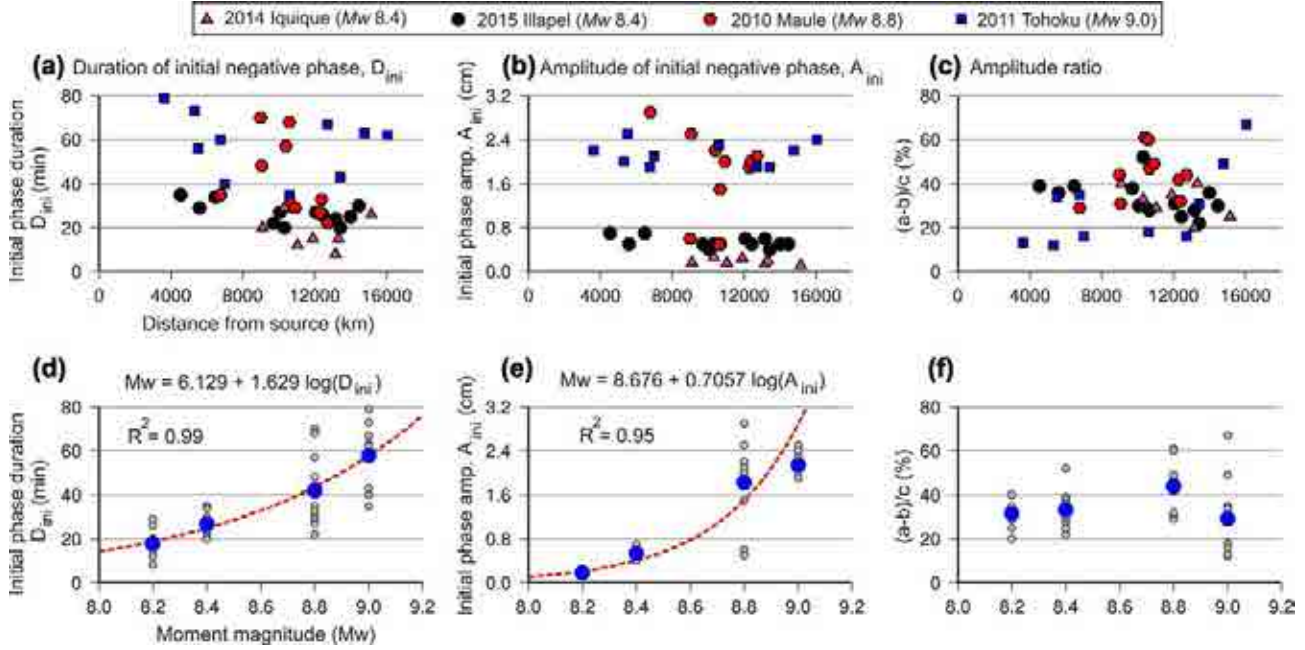 2014 Iquique (Mw 8.4) 2015 Illapel (Mw 8.4) 2010 Maule (Mw 8.8) 2011 Tohoku (Mw 9.0)
(a) Duration of initial negative phase, D_ini
Initial phase duration
D_ini (min)
80
60
40
20
0
0 4000 8000 12000 16000
Distance from source (km)
(b) Amplitude of initial negative phase, A_ini
Initial phase amp. A_ini (cm)
3.2
2.4
1.6
0.8
0.0
0 4000 8000 12000 16000
(c) Amplitude ratio
(a-b)/c (%)
80
60
40
20
0
0 4000 8000 12000 16000
(d)
Mw = 6.129 + 1.629 log(D_ini)
R²= 0.99
Initial phase duration
D_ini (min)
80
60
40
20
0
8.0 8.2 8.4 8.6 8.8 9.0 9.2
Moment magnitude (Mw)
(e)
Mw = 8.676 + 0.7057 log(A_ini)
R²= 0.95
Initial phase amp. A_ini (cm)
3.2
2.4
1.6
0.8
0.0
8.0 8.2 8.4 8.6 8.8 9.0 9.2
(f)
(a-b)/c (%)
80
60
40
20
0
8.0 8.2 8.4 8.6 8.8 9.0 9.2